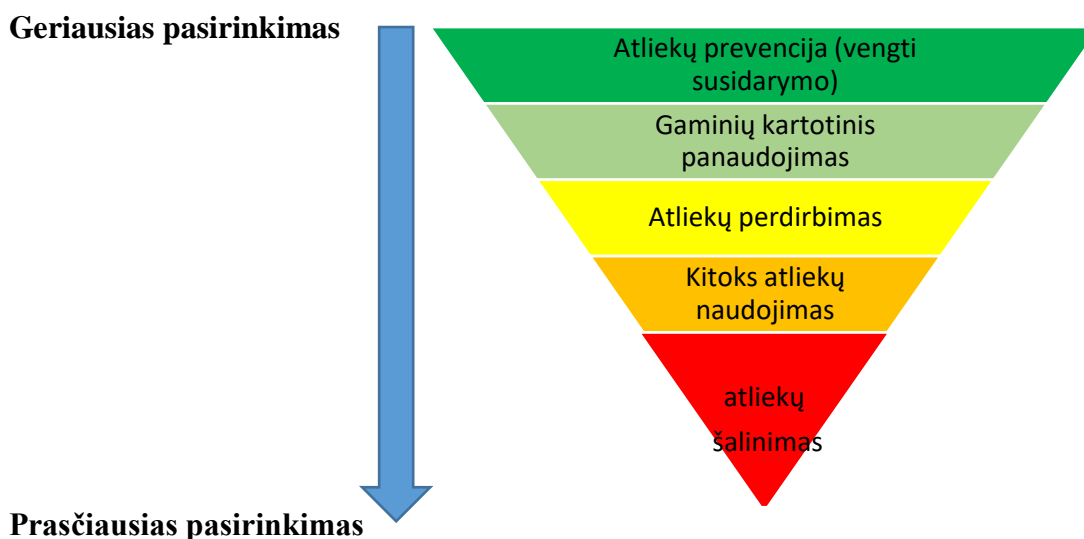 Geriausias pasirinkimas
Atliekų prevencija (vengti
susidarymo)
Gaminių kartotinis
panaudojimas
Atliekų perdirbimas
Kitoks atliekų
naudojimas
atliekų
šalinimas
Prasčiausias pasirinkimas